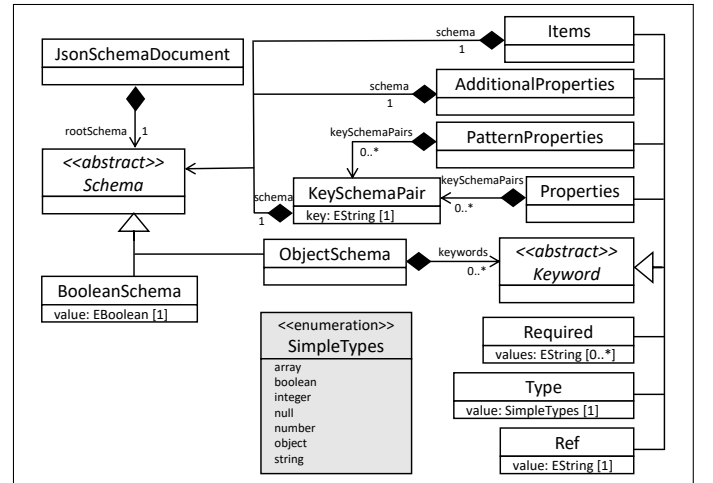 JsonSchemaDocument
rootSchema
1
<<abstract>>
Schema
BooleanSchema
value: EBoolean [1]
schema
1
Items
schema
1
AdditionalProperties
keySchemaPairs
0..*
PatternProperties
schema
1
KeySchemaPair
key: EString [1]
keySchemaPairs
0..*
Properties
ObjectSchema
keywords
0..*
<<abstract>>
Keyword
<<enumeration>>
SimpleTypes
array
boolean
integer
null
number
object
string
Required
values: EString [0..*]
Type
value: SimpleTypes [1]
Ref
value: EString [1]